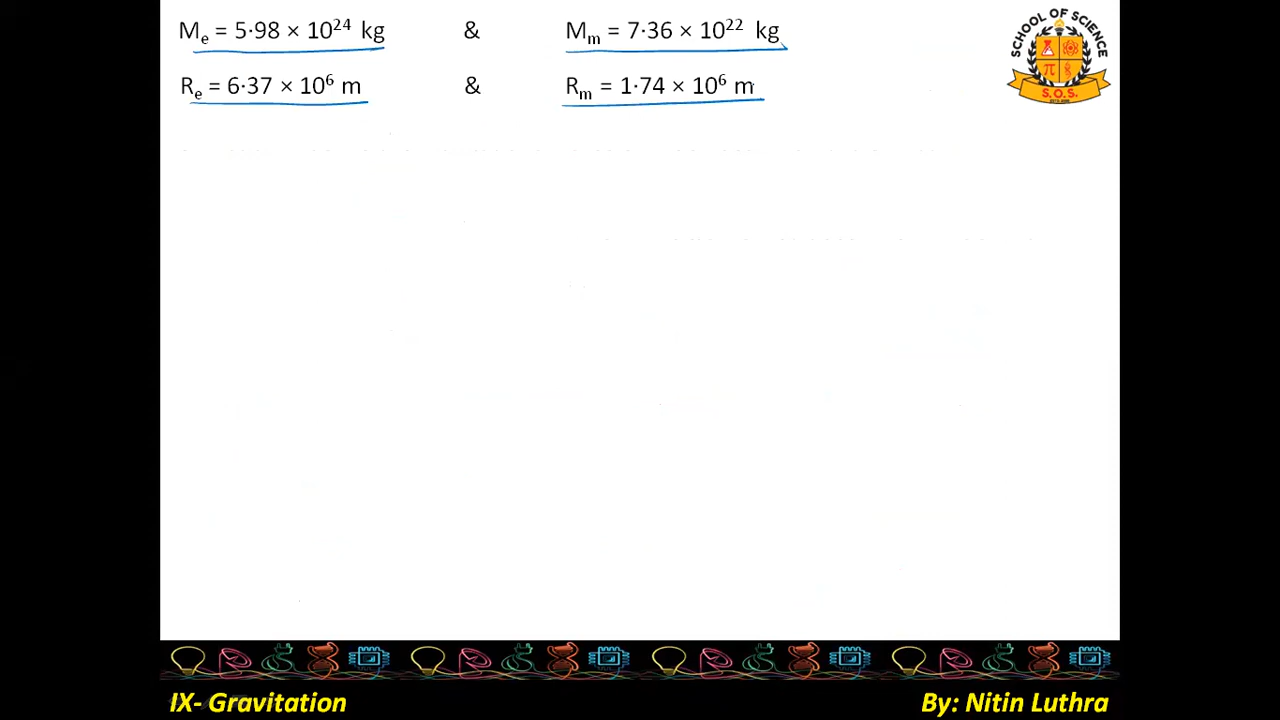 Me = 5·98 × 10²⁴ kg & Mm = 7·36 × 10²² kg
Re = 6·37 × 10⁶ m & Rm = 1·74 × 10⁶ m
SCHOOL OF SCIENCE
π
S.O.S.
IX- Gravitation
By: Nitin Luthra